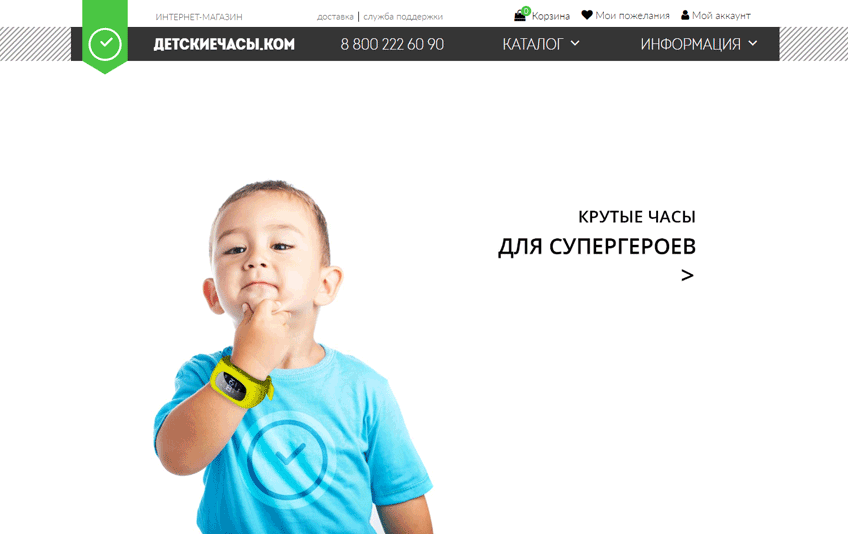 ИНТЕРНЕТ-МАГАЗИН
доставка | служба поддержки
0 Корзина
Мои пожелания
Мой аккаунт
ДЕТСКИЕЧАСЫ.КОМ
8 800 222 60 90
КАТАЛОГ
ИНФОРМАЦИЯ
КРУТЫЕ ЧАСЫ
ДЛЯ СУПЕРГЕРОЕВ
>